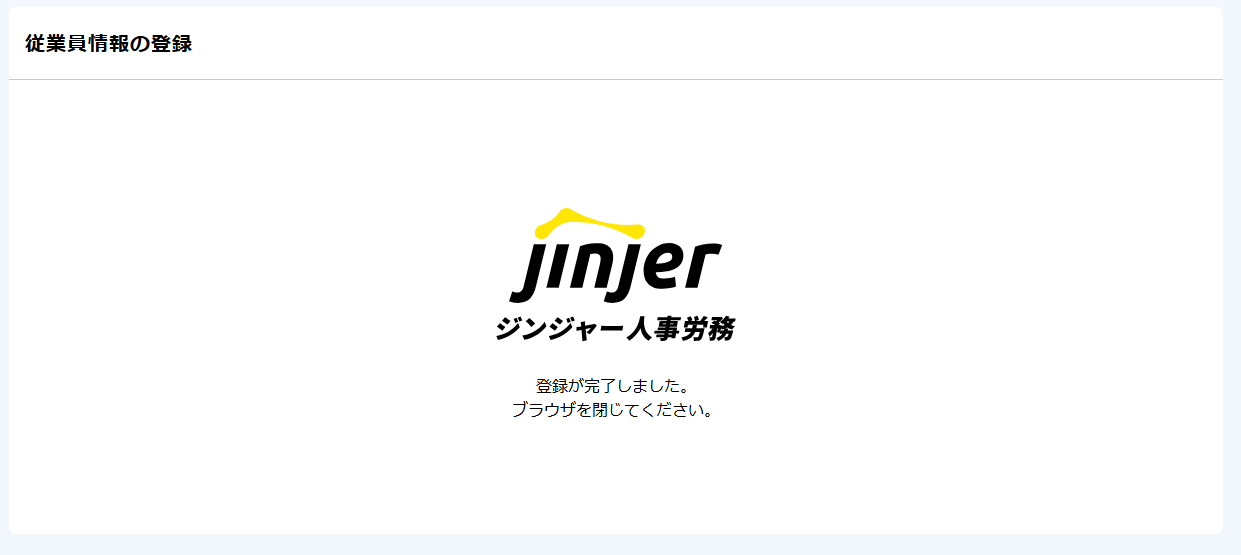 従業員情報の登録
jinjer
ジンジャー人事労務
登録が完了しました。
ブラウザを閉じてください。